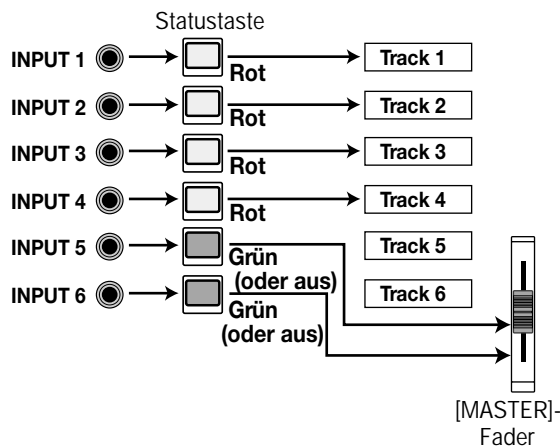 Statustaste
INPUT 1
Rot
Track 1
INPUT 2
Rot
Track 2
INPUT 3
Rot
Track 3
INPUT 4
Rot
Track 4
INPUT 5
Grün
(oder aus)
Track 5
INPUT 6
Grün
(oder aus)
Track 6
[MASTER]-
Fader